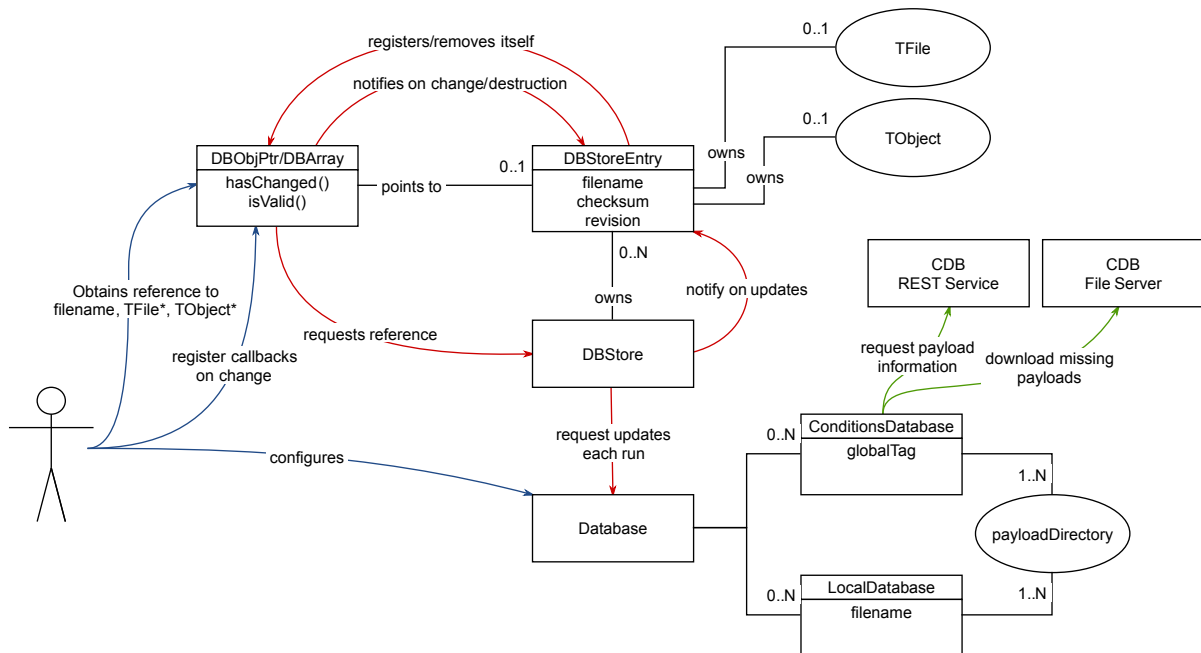 registers/removes itself
notifies on change/destruction
0..1
TFile
0..1
TObject
owns
owns
DBObjPtr/DBArray
hasChanged()
isValid()
points to
0..1
DBStoreEntry
filename
checksum
revision
0..N
owns
notify on updates
CDB
REST Service
CDB
File Server
Obtains reference to
filename, TFile*, TObject*
register callbacks
on change
requests reference
DBStore
request payload
information
download missing
payloads
request updates
each run
configures
Database
0..N
ConditionsDatabase
globalTag
1..N
payloadDirectory
0..N
LocalDatabase
filename
1..N